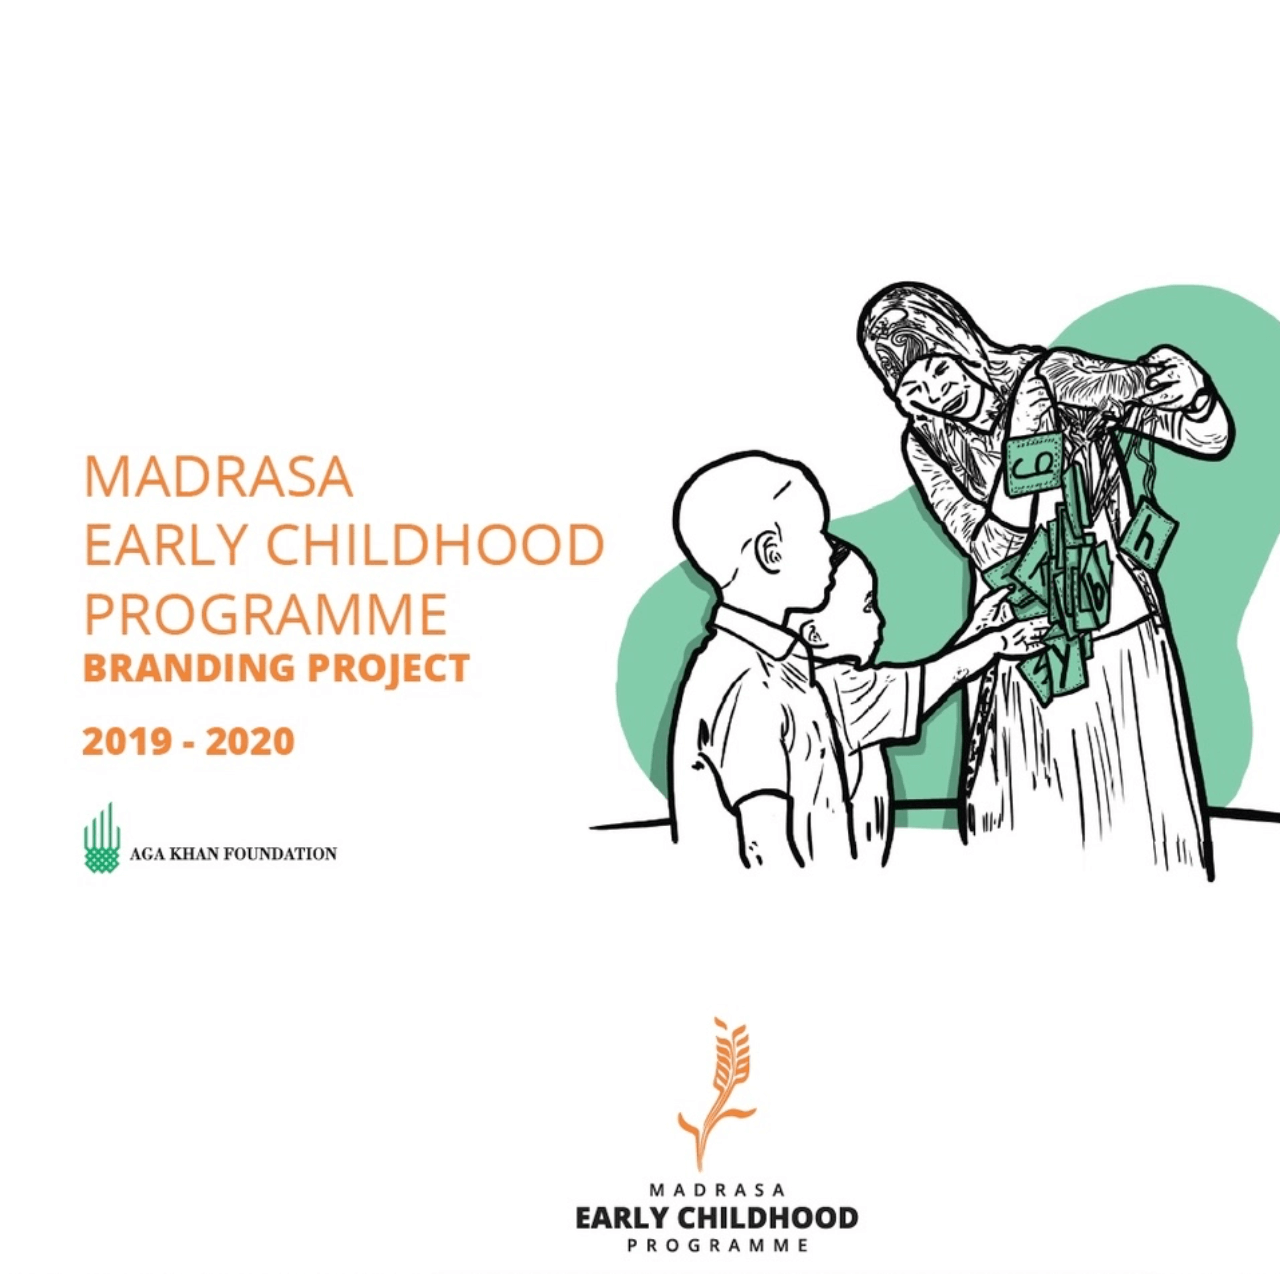 MADRASA
EARLY CHILDHOOD
PROGRAMME
BRANDING PROJECT
2019 - 2020
AGA KHAN FOUNDATION
h
b
y
MADRASA
EARLY CHILDHOOD
PROGRAMME